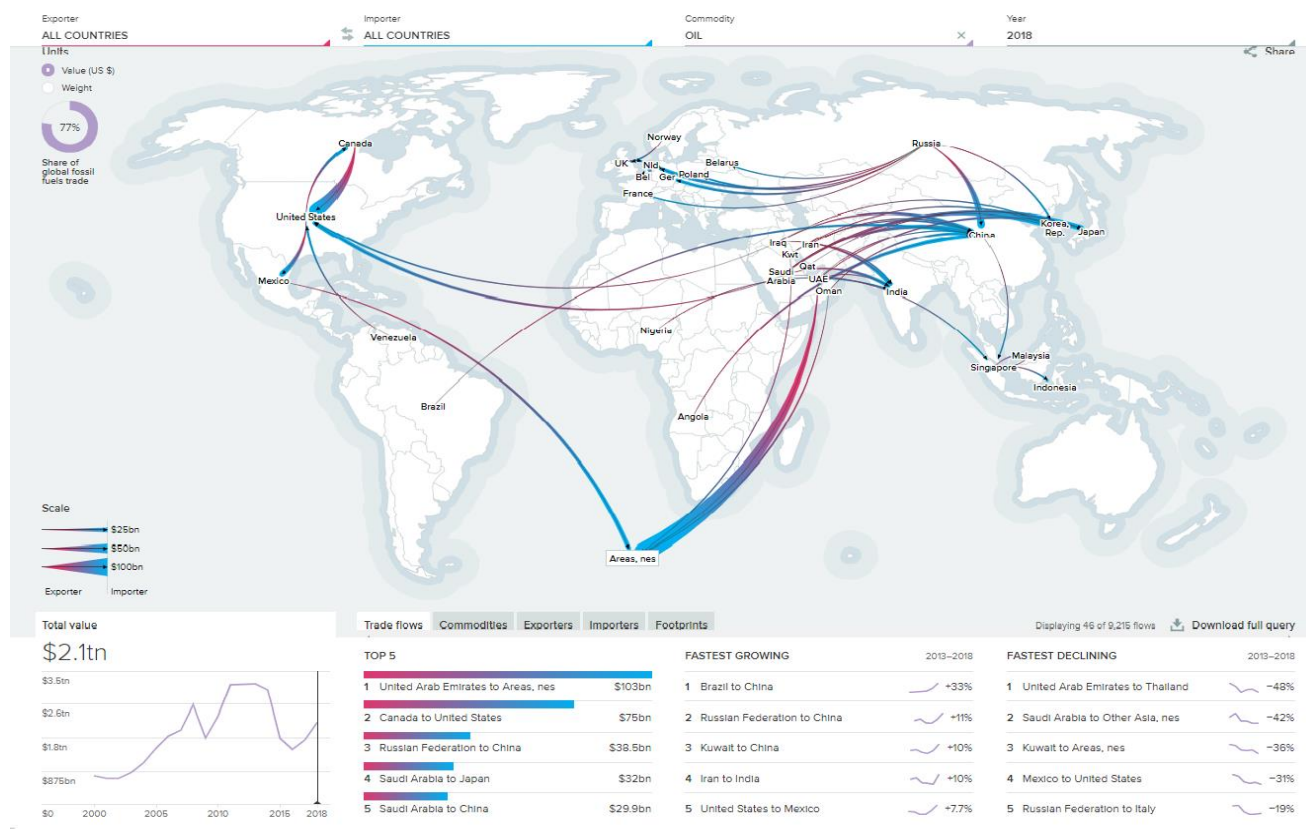 Exporter
ALL COUNTRIES
Importer
ALL COUNTRIES
Commodity
OIL
×
Year
2018
Units
Share
Value (US $)
Weight
77%
Share of
global fossil
fuels trade
Canada
United States
Mexico
Venezuela
Brazil
Norway
UK
Nld
Bel
Ger
Poland
Belarus
France
Russia
Iraq
Iran
Kwt
Qat
Saudi
Arabia
UAE
Oman
India
China
Korea,
Rep.
Japan
Nigeria
Angola
Malaysia
Singapore
Indonesia
Areas, nes
Scale
$25bn
$50bn
$100bn
Exporter
Importer
Total value
$2.1tn
$3.5tn
$2.6tn
$1.8tn
$875bn
$0
2000
2005
2010
2015
2018
Trade flows
Commodities
Exporters
Importers
Footprints
Displaying 46 of 9,215 flows
Download full query
TOP 5
1 United Arab Emirates to Areas, nes $103bn
2 Canada to United States $75bn
3 Russian Federation to China $38.5bn
4 Saudi Arabia to Japan $32bn
5 Saudi Arabia to China $29.9bn
FASTEST GROWING 2013–2018
1 Brazil to China +33%
2 Russian Federation to China +11%
3 Kuwait to China +10%
4 Iran to India +10%
5 United States to Mexico +7.7%
FASTEST DECLINING 2013–2018
1 United Arab Emirates to Thailand −48%
2 Saudi Arabia to Other Asia, nes −42%
3 Kuwait to Areas, nes −36%
4 Mexico to United States −31%
5 Russian Federation to Italy −19%